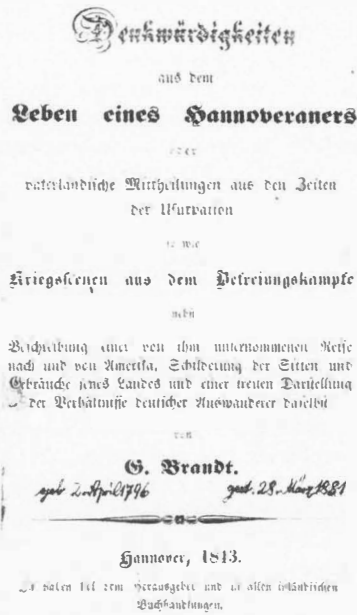 Denkwürdigkeiten
aus dem
Leben eines Hannoveraners
oder
vaterländische Mittheilungen aus den Zeiten
der Usurpation
so wie
Kriegsscenen aus dem Befreiungskampfe
nebst
Beschreibung einer von ihm unternommenen Reise
nach und von Amerika, Schilderung der Sitten und
Gebräuche jenes Landes und einer treuen Darstellung
der Verhältnisse deutscher Auswanderer daselbst
von
G. Brandt.
geb 2. April 1796 gest. 28. März 1881
Hannover, 1843.
Zu haben bei dem Herausgeber und in allen inländischen
Buchhandlungen.